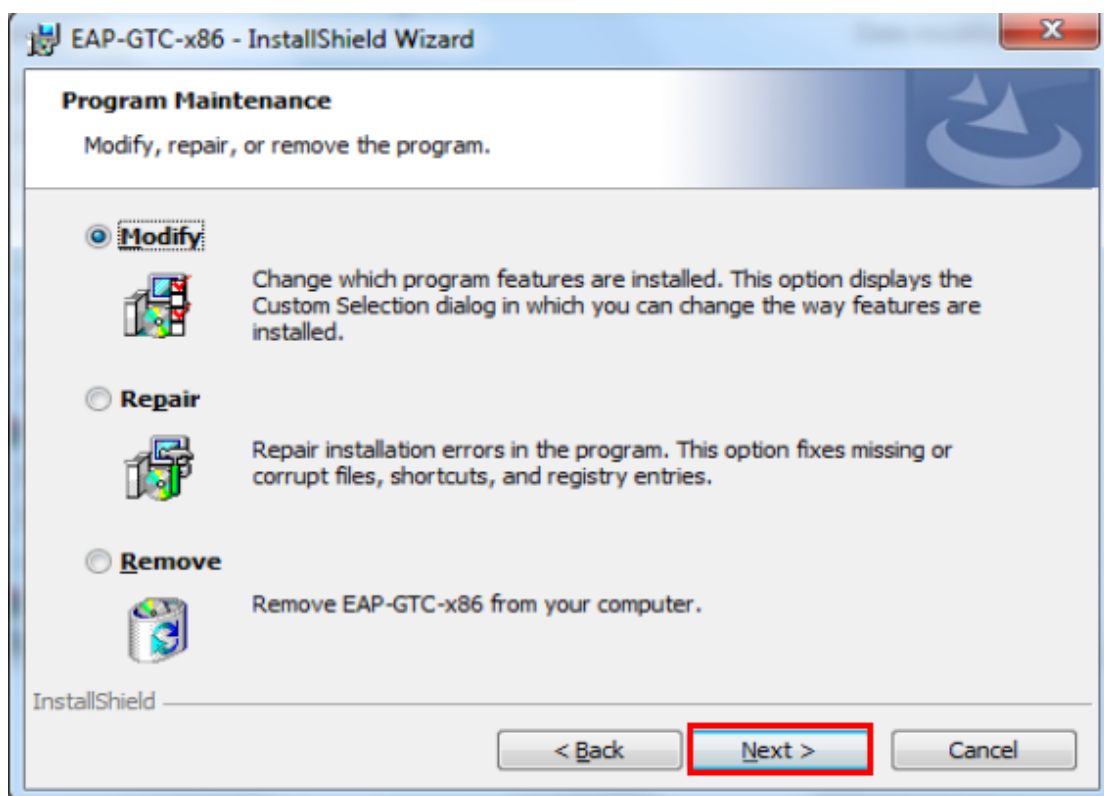 EAP-GTC-x86 - InstallShield Wizard
Program Maintenance
Modify, repair, or remove the program.
Modify
Change which program features are installed. This option displays the
Custom Selection dialog in which you can change the way features are
installed.
Repair
Repair installation errors in the program. This option fixes missing or
corrupt files, shortcuts, and registry entries.
Remove
Remove EAP-GTC-x86 from your computer.
InstallShield
< Back
Next >
Cancel